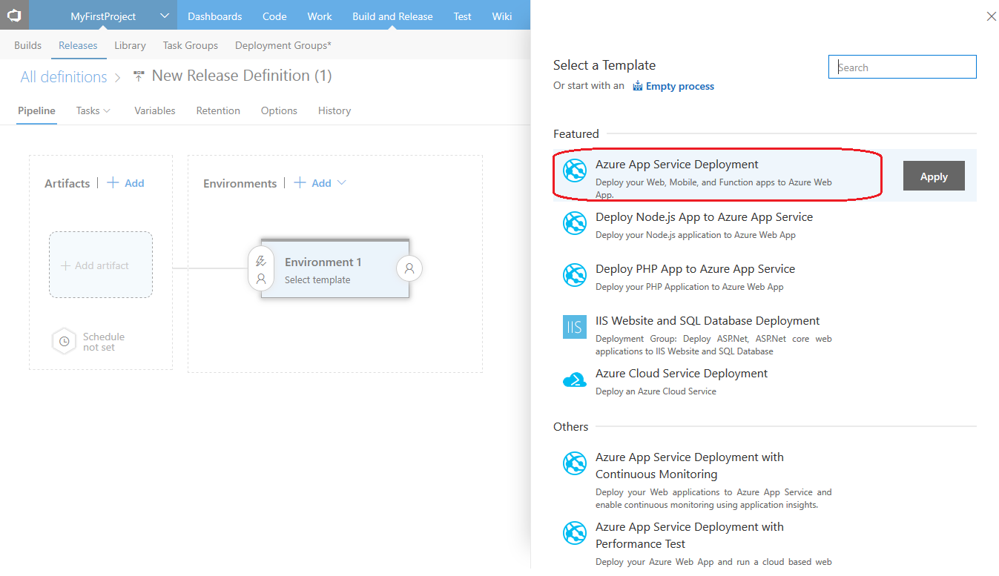 MyFirstProject
Dashboards Code Work Build and Release Test Wiki
Builds Releases Library Task Groups Deployment Groups*
All definitions > New Release Definition (1)
Pipeline Tasks Variables Retention Options History
Artifacts | + Add
Environments | + Add
+ Add artifact
Environment 1
Select template
Schedule
not set
Select a Template
Search
Or start with an Empty process
Featured
Azure App Service Deployment
Deploy your Web, Mobile, and Function apps to Azure Web
App.
Apply
Deploy Node.js App to Azure App Service
Deploy your Node.js application to Azure Web App
Deploy PHP App to Azure App Service
Deploy your PHP Application to Azure Web App
IIS
IIS Website and SQL Database Deployment
Deployment Group: Deploy ASP.Net, ASP.Net core web
applications to IIS Website and SQL Database
Azure Cloud Service Deployment
Deploy an Azure Cloud Service
Others
Azure App Service Deployment with
Continuous Monitoring
Deploy your Web applications to Azure App Service and
enable continuous monitoring using application insights.
Azure App Service Deployment with
Performance Test
Deploy your Azure Web App and run a cloud based web